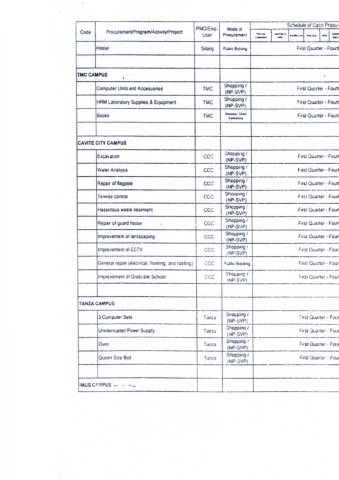 Code Procurement/Program/Activity/Project PMO/End-User Mode of Procurement Schedule of Each Procur
Hostel Silang Public Bidding First Quarter - Fourt
TMC CAMPUS
Computer Units and Accessories TMC Shopping / (NP-SVP) First Quarter - Fourt
HRM Laboratory Supplies & Equipment TMC Shopping / (NP-SVP) First Quarter - Fourt
Books TMC First Quarter - Fourt
CAVITE CITY CAMPUS
Excavation CCC Shopping / (NP-SVP) First Quarter - Fourt
Water Analysis CCC Shopping / (NP-SVP) First Quarter - Fourt
Repair of flagpole CCC Shopping / (NP-SVP) First Quarter - Fourt
Termite control CCC Shopping / (NP-SVP) First Quarter - Fourt
Hazardous waste treatment CCC Shopping / (NP-SVP) First Quarter - Fourt
Repair of guard house CCC Shopping / (NP-SVP) First Quarter - Fourt
Improvement of landscaping CCC Shopping / (NP-SVP) First Quarter - Fourt
Improvement of CCTV CCC Shopping / (NP-SVP) First Quarter - Fourt
General repair (electrical, flooring, and roofing) CCC Public Bidding First Quarter - Fourt
Improvement of Graduate School CCC Shopping / (NP-SVP) First Quarter - Fourt
TANZA CAMPUS
3 Computer Sets Tanza Shopping / (NP-SVP) First Quarter - Four
Uninterrupted Power Supply Tanza Shopping / (NP-SVP) First Quarter - Four
Oven Tanza Shopping / (NP-SVP) First Quarter - Four
Queen Size Bed Tanza Shopping / (NP-SVP) First Quarter - Four
IMUS CAMPUS